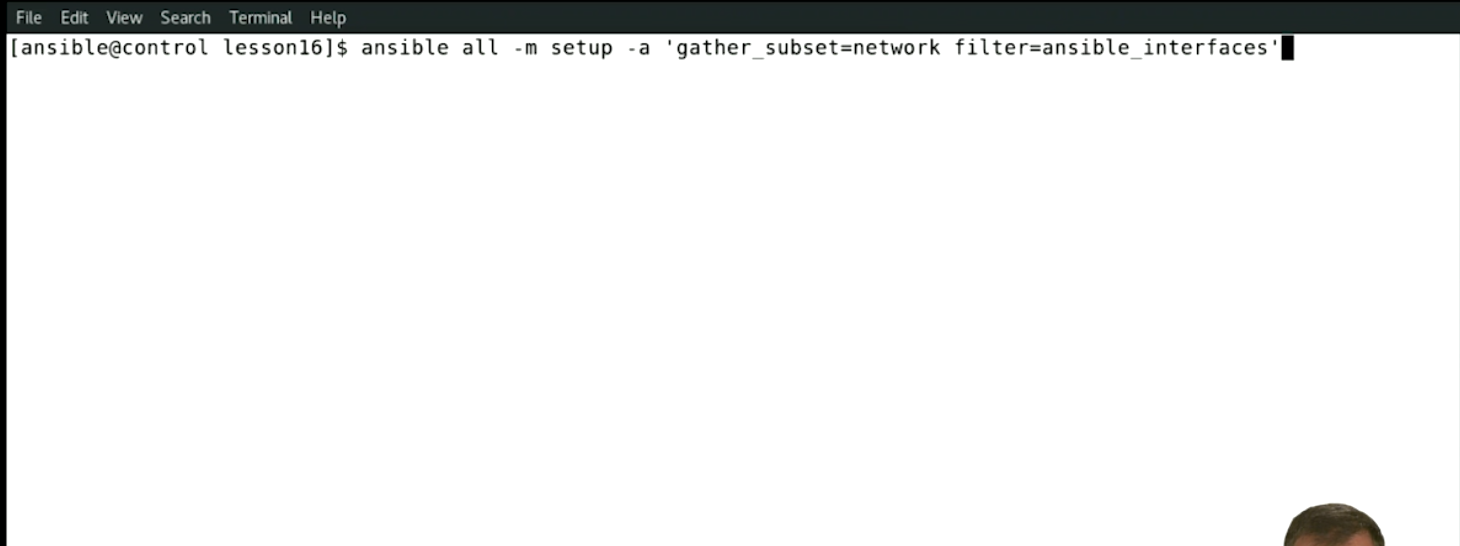 File Edit View Search Terminal Help
[ansible@control lesson16]$ ansible all -m setup -a 'gather_subset=network filter=ansible_interfaces'